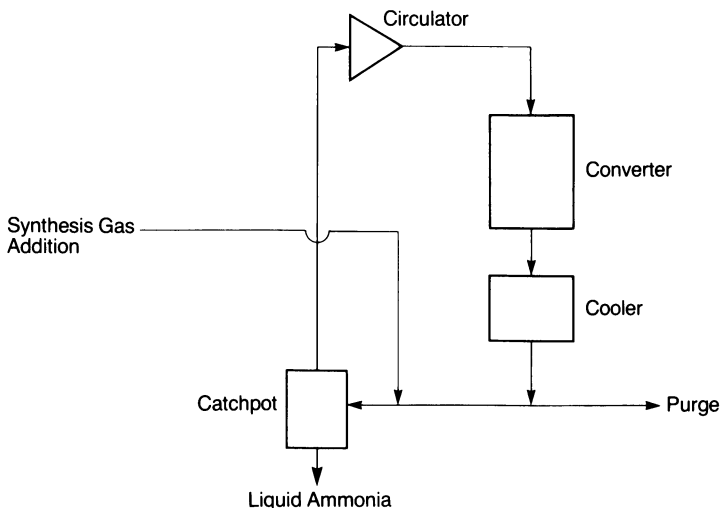 Circulator
Converter
Synthesis Gas
Addition
Cooler
Catchpot
Purge
Liquid Ammonia